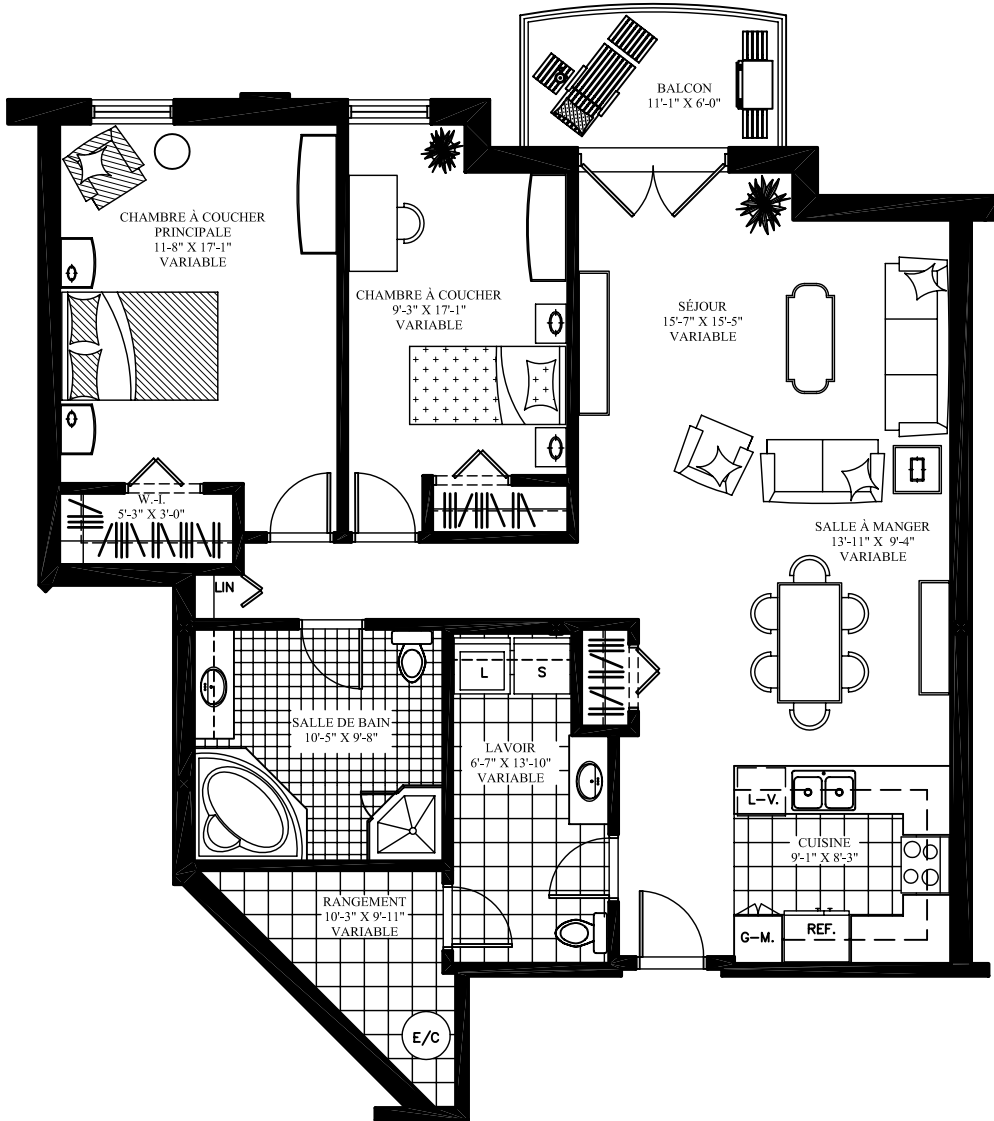 BALCON
11'-1" X 6'-0"
CHAMBRE À COUCHER
PRINCIPALE
11-8" X 17'-1"
VARIABLE
CHAMBRE À COUCHER
9'-3" X 17'-1"
VARIABLE
SÉJOUR
15'-7" X 15'-5"
VARIABLE
W.-I.
5'-3" X 3'-0"
SALLE À MANGER
13'-11" X 9'-4"
VARIABLE
LIN
L
S
SALLE DE BAIN
10'-5" X 9'-8"
LAVOIR
6'-7" X 13'-10"
VARIABLE
L-V.
CUISINE
9'-1" X 8'-3"
RANGEMENT
10'-3" X 9'-11"
VARIABLE
G-M.
REF.
E/C